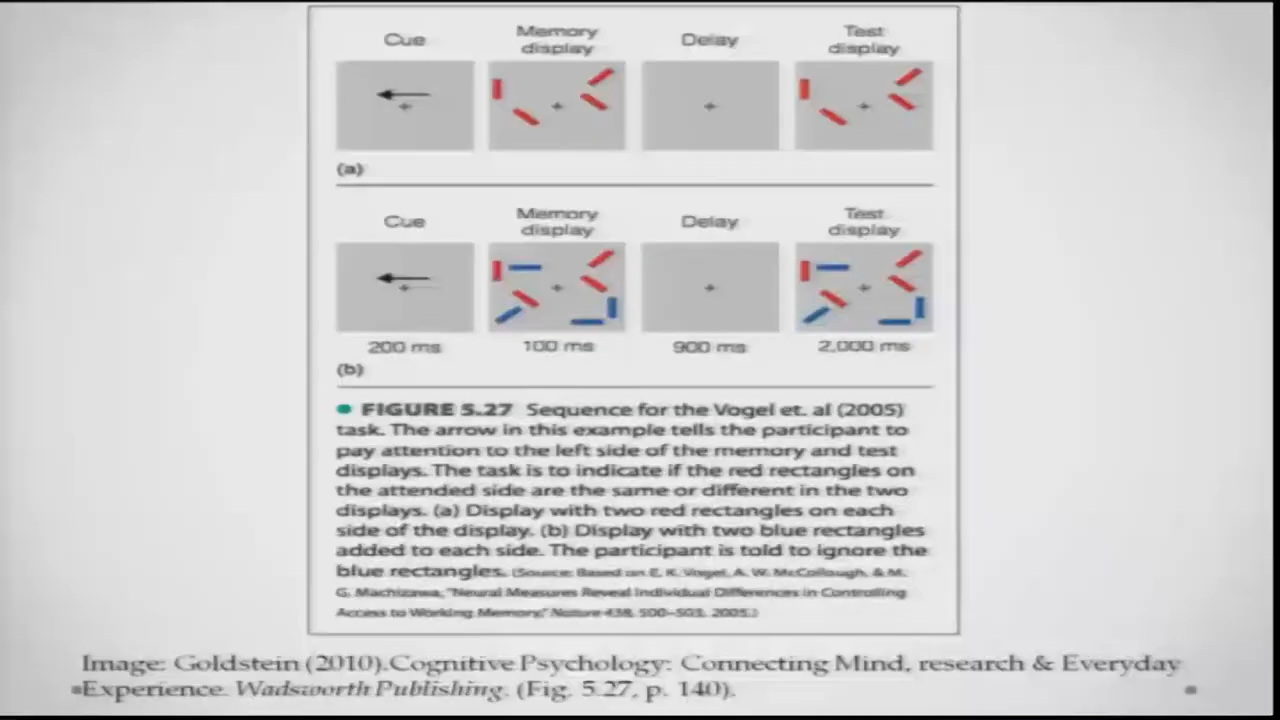 Cue Memory display Delay Test display
(a)
Cue Memory display Delay Test display
200 ms 100 ms 900 ms 2,000 ms
(b)
FIGURE 5.27 Sequence for the Vogel et. al (2005)
task. The arrow in this example tells the participant to
pay attention to the left side of the memory and test
displays. The task is to indicate if the red rectangles on
the attended side are the same or different in the two
displays. (a) Display with two red rectangles on each
side of the display. (b) Display with two blue rectangles
added to each side. The participant is told to ignore the
blue rectangles. (Source: Based on E. K. Vogel, A. W. McCollough, & M.
G. Machizawa, "Neural Measures Reveal Individual Differences in Controlling
Access to Working Memory," Nature 438, 500–503, 2005.)
Image: Goldstein (2010).Cognitive Psychology: Connecting Mind, research & Everyday
Experience. Wadsworth Publishing. (Fig. 5.27, p. 140).